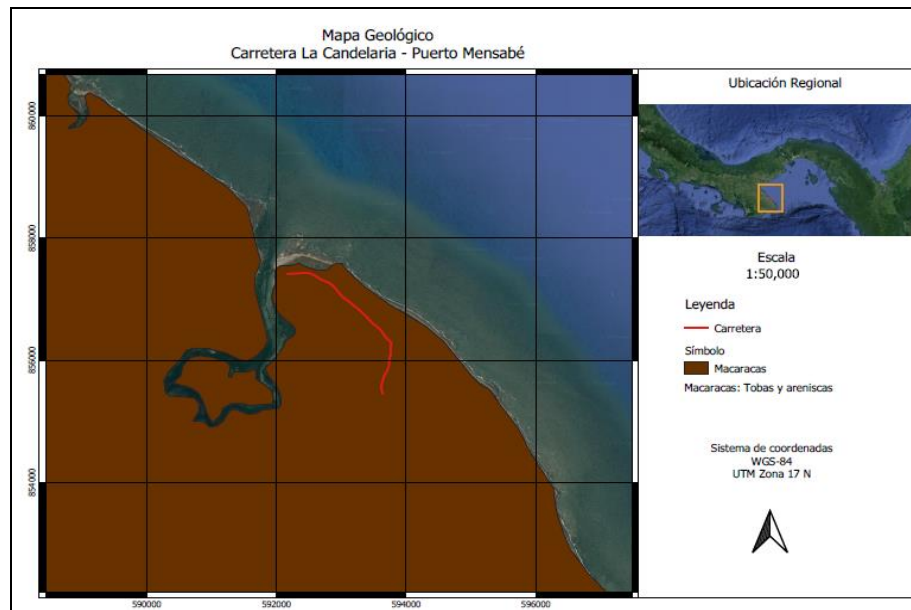 Mapa Geológico
Carretera La Candelaria - Puerto Mensabé
Ubicación Regional
Escala
1:50,000
Leyenda
Carretera
Símbolo
Macaracas
Macaracas: Tobas y areniscas
Sistema de coordenadas
WGS-84
UTM Zona 17 N
860000
858000
856000
854000
590000
592000
594000
596000